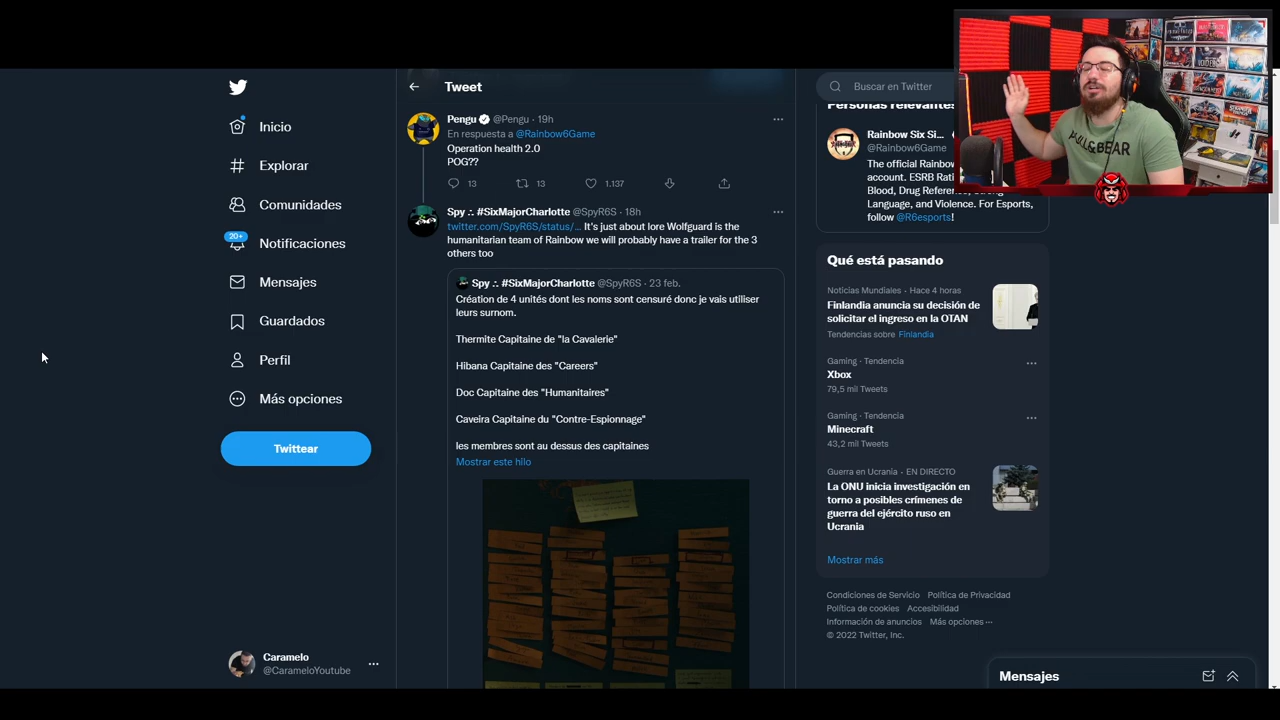 Inicio
Explorar
Comunidades
20+
Notificaciones
Mensajes
Guardados
Perfil
Más opciones
Twittear
Caramelo
@CarameloYoutube
Tweet
Pengu @Pengu · 19h
En respuesta a @Rainbow6Game
Operation health 2.0
POG??
13
13
1.137
Spy .:. #SixMajorCharlotte @SpyR6S · 18h
twitter.com/SpyR6S/status/... It's just about lore Wolfguard is the
humanitarian team of Rainbow we will probably have a trailer for the 3
others too
Spy .:. #SixMajorCharlotte @SpyR6S · 23 feb.
Création de 4 unités dont les noms sont censuré donc je vais utiliser
leurs surnom.
Thermite Capitaine de "la Cavalerie"
Hibana Capitaine des "Careers"
Doc Capitaine des "Humanitaires"
Caveira Capitaine du "Contre-Espionnage"
les membres sont au dessus des capitaines
Mostrar este hilo
Buscar en Twitter
Personas relevantes
Rainbow Six Si...
@Rainbow6Game
The official Rainbow
account. ESRB Rati
Blood, Drug Reference,
Language, and Violence. For Esports,
follow @R6esports!
Qué está pasando
Noticias Mundiales · Hace 4 horas
Finlandia anuncia su decisión de
solicitar el ingreso en la OTAN
Tendencias sobre Finlandia
Gaming · Tendencia
Xbox
79,5 mil Tweets
Gaming · Tendencia
Minecraft
43,2 mil Tweets
Guerra en Ucrania · EN DIRECTO
La ONU inicia investigación en
torno a posibles crímenes de
guerra del ejército ruso en
Ucrania
Mostrar más
Condiciones de Servicio Política de Privacidad
Política de cookies Accesibilidad
Información de anuncios Más opciones ···
© 2022 Twitter, Inc.
Mensajes
PULL&BEAR